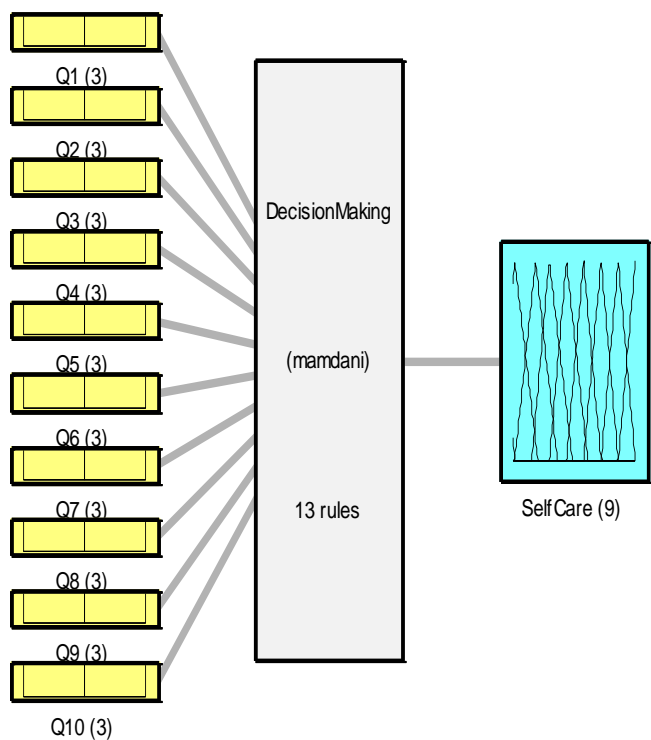 Q1 (3)
Q2 (3)
Q3 (3)
Q4 (3)
Q5 (3)
Q6 (3)
Q7 (3)
Q8 (3)
Q9 (3)
Q10 (3)
DecisionMaking
(mamdani)
13 rules
SelfCare (9)